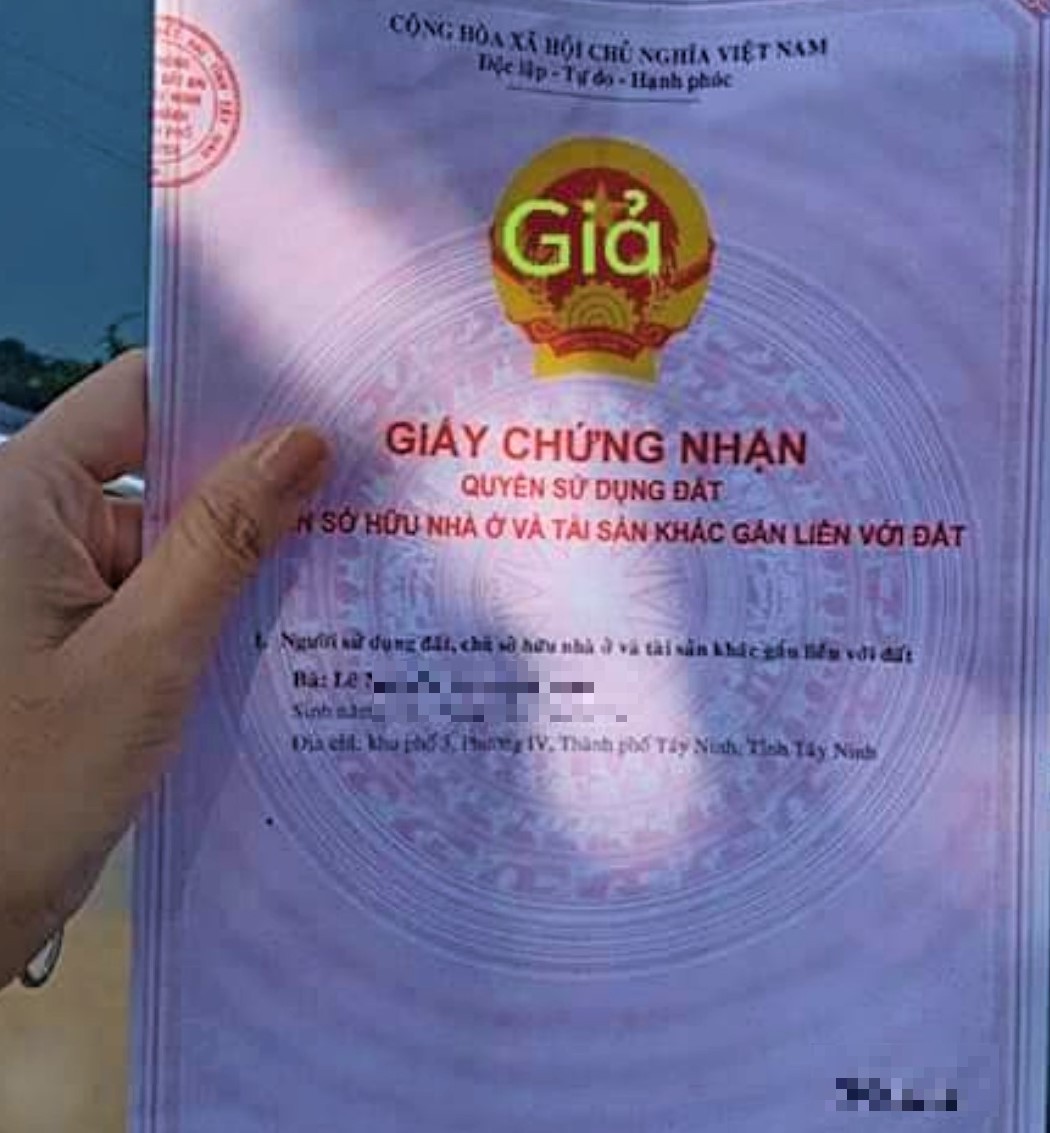 CỘNG HÒA XÃ HỘI CHỦ NGHĨA VIỆT NAM
Độc lập - Tự do - Hạnh phúc
Giả
GIẤY CHỨNG NHẬN
QUYỀN SỬ DỤNG ĐẤT
N SỞ HỮU NHÀ Ở VÀ TÀI SẢN KHÁC GẮN LIỀN VỚI ĐẤT
I. Người sử dụng đất, chủ sở hữu nhà ở và tài sản khác gắn liền với đất
Bà: Lê
Sinh năm
Địa chỉ: khu phố 3, Phường IV, Thành phố Tây Ninh, Tỉnh Tây Ninh